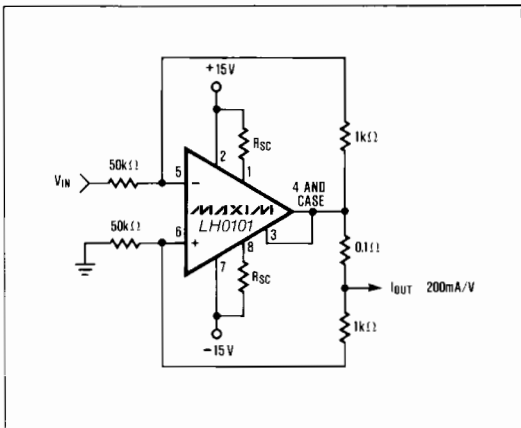 +15V
RSC
1kΩ
50kΩ
2
1
VIN
5
−
4 AND
CASE
MAXIM
LH0101
3
0.1Ω
50kΩ
6
+
8
7
RSC
IOUT 200mA/V
1kΩ
−15V